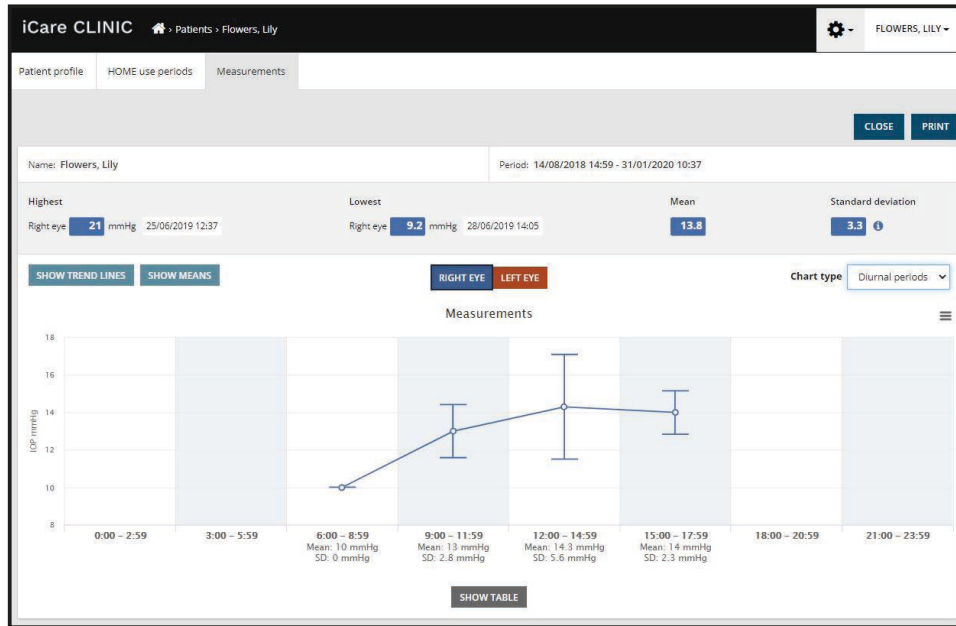 iCare CLINIC › Patients › Flowers, Lily FLOWERS, LILY
Patient profile HOME use periods Measurements
CLOSE PRINT
Name: Flowers, Lily Period: 14/08/2018 14:59 - 31/01/2020 10:37
Highest Lowest Mean Standard deviation
Right eye 21 mmHg 25/06/2019 12:37 Right eye 9.2 mmHg 28/06/2019 14:05 13.8 3.3 i
SHOW TREND LINES SHOW MEANS RIGHT EYE LEFT EYE Chart type Diurnal periods
Measurements
18
16
14
12
10
8
IOP mmHg
0:00 – 2:59 3:00 – 5:59 6:00 – 8:59 9:00 – 11:59 12:00 – 14:59 15:00 – 17:59 18:00 – 20:59 21:00 – 23:59
Mean: 10 mmHg Mean: 13 mmHg Mean: 14.3 mmHg Mean: 14 mmHg
SD: 0 mmHg SD: 2.8 mmHg SD: 5.6 mmHg SD: 2.3 mmHg
SHOW TABLE